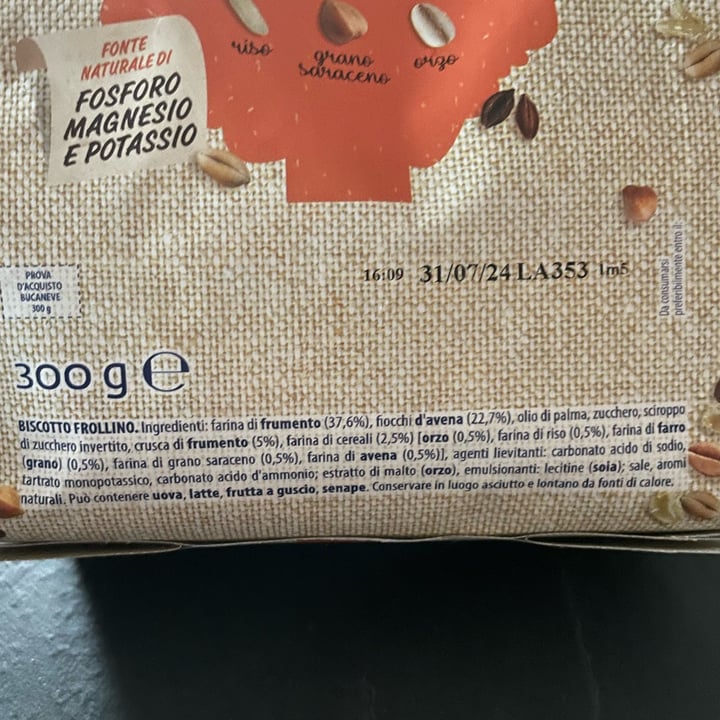 FONTE
NATURALE DI
FOSFORO
MAGNESIO
E POTASSIO
riso
grano
saraceno
orzo
PROVA
D'ACQUISTO
BUCANEVE
300 g
16:09 31/07/24 LA353 1m5
Da consumarsi
preferibilmente entro il
300 g e
BISCOTTO FROLLINO. Ingredienti: farina di frumento (37,6%), fiocchi d'avena (22,7%), olio di palma, zucchero, sciroppo
di zucchero invertito, crusca di frumento (5%), farina di cereali (2,5%) [orzo (0,5%), farina di riso (0,5%), farina di farro
(grano) (0,5%), farina di grano saraceno (0,5%), farina di avena (0,5%)], agenti lievitanti: carbonato acido di sodio,
tartrato monopotassico, carbonato acido d'ammonio; estratto di malto (orzo), emulsionanti: lecitine (soia); sale, aromi
naturali. Può contenere uova, latte, frutta a guscio, senape. Conservare in luogo asciutto e lontano da fonti di calore.